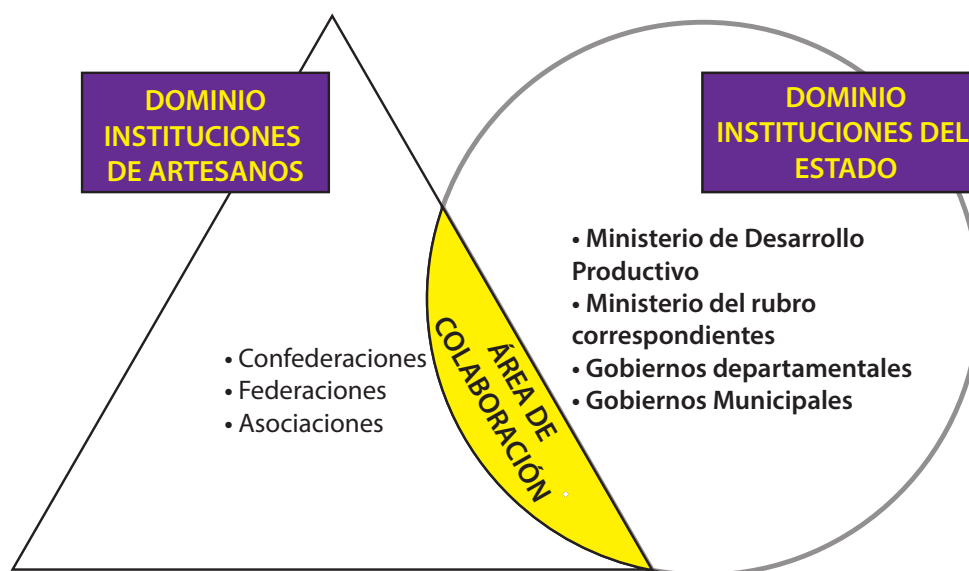 DOMINIO
INSTITUCIONES
DE ARTESANOS
DOMINIO
INSTITUCIONES DEL
ESTADO
• Confederaciones
• Federaciones
• Asociaciones
ÁREA DE
COLABORACIÓN
• Ministerio de Desarrollo
Productivo
• Ministerio del rubro
correspondientes
• Gobiernos departamentales
• Gobiernos Municipales